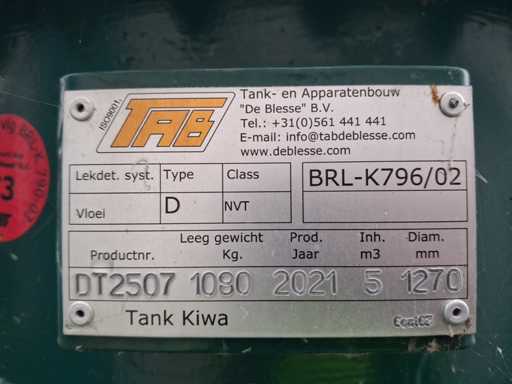 ISO9001.
TAB
Tank- en Apparatenbouw
"De Blesse" B.V.
Tel.: +31(0)561 441 441
E-mail: info@tabdeblesse.com
www.deblesse.com
Lekdet. syst. Type Class
Vloei D NVT
BRL-K796/02
Leeg gewicht Prod. Inh. Diam.
Productnr. Kg. Jaar m3 mm
DT2507 1080 2021 5 1270
Tank Kiwa
3